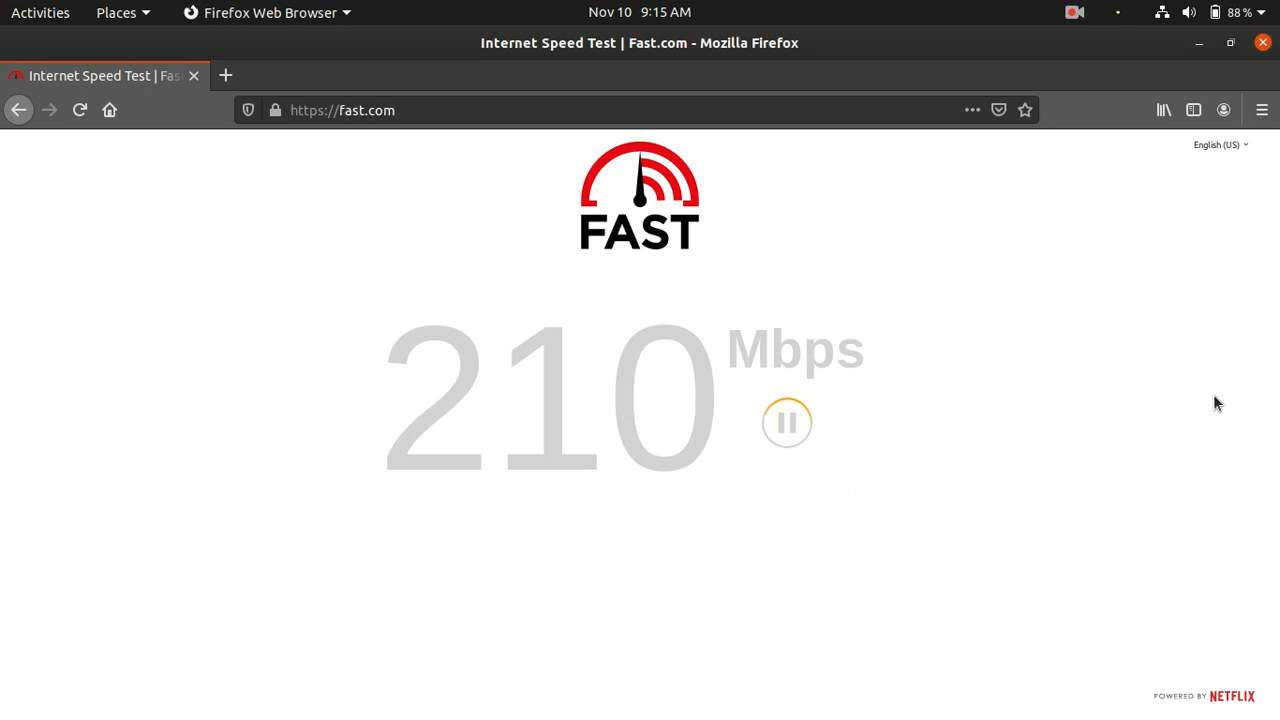 Activities Places Firefox Web Browser Nov 10 9:15 AM 88%
Internet Speed Test | Fast.com - Mozilla Firefox
Internet Speed Test | Fas
https://fast.com
English (US)
FAST
210 Mbps
POWERED BY NETFLIX